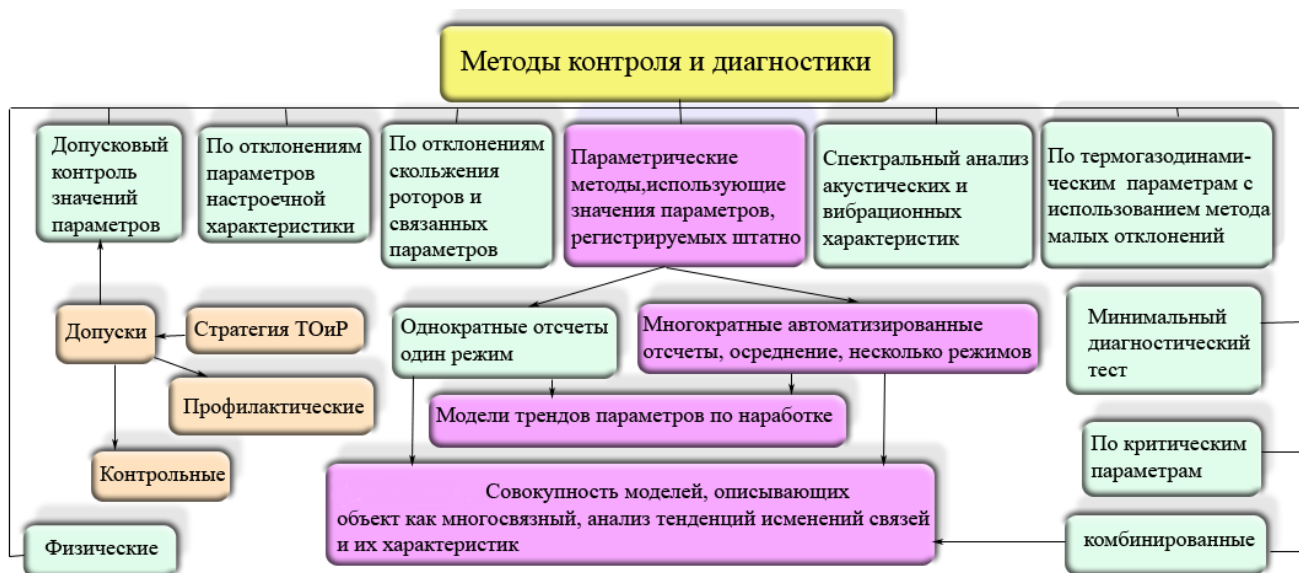 Методы контроля и диагностики
Допусковый
контроль
значений
параметров
По отклонениям
параметров
настроечной
характеристики
По отклонениям
скольжения
роторов и
связанных
параметров
Параметрические
методы,использующие
значения параметров,
регистрируемых штатно
Спектральный анализ
акустических и
вибрационных
характеристик
По термогазодинами-
ческим параметрам с
использованием метода
малых отклонений
Допуски
Стратегия ТОиР
Профилактические
Контрольные
Физические
Однократные отсчеты
один режим
Многократные автоматизированные
отсчеты, осреднение, несколько режимов
Модели трендов параметров по наработке
Совокупность моделей, описывающих
объект как многосвязный, анализ тенденций исменений связей
и их характеристик
Минимальный
диагностический
тест
По критическим
параметрам
комбинированные